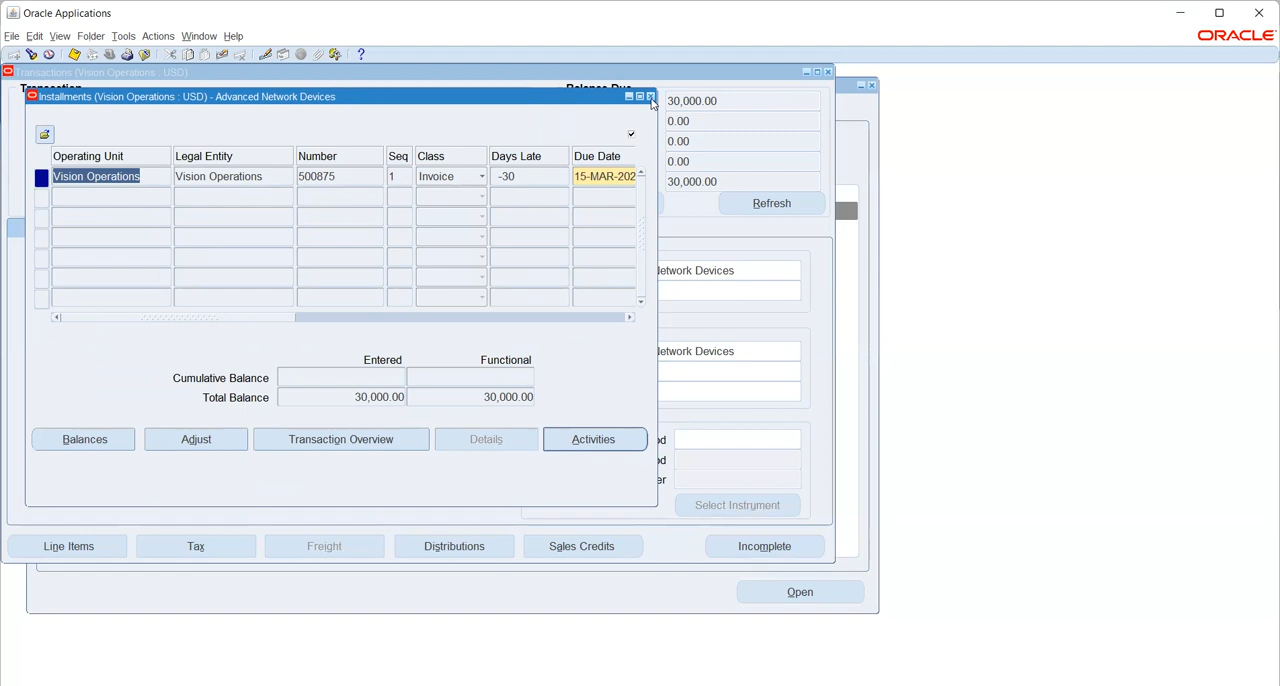 Oracle Applications
File Edit View Folder Tools Actions Window Help
ORACLE
Transactions (Vision Operations : USD)
Installments (Vision Operations : USD) - Advanced Network Devices
30,000.00
0.00
0.00
0.00
30,000.00
Refresh
Operating Unit Legal Entity Number Seq Class Days Late Due Date
Vision Operations Vision Operations 500875 1 Invoice -30 15-MAR-202
Network Devices
Network Devices
Entered Functional
Cumulative Balance
Total Balance 30,000.00 30,000.00
Balances Adjust Transaction Overview Details Activities
Select Instrument
Line Items Tax Freight Distributions Sales Credits Incomplete
Open